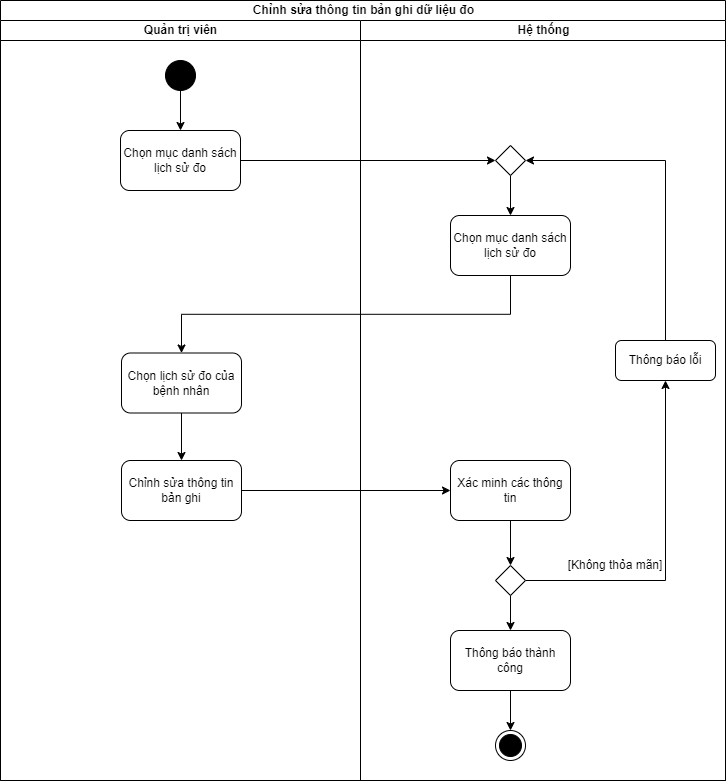 Chỉnh sửa thông tin bản ghi dữ liệu đo
Quản trị viên
Hệ thống
Chọn mục danh sách
lịch sử đo
Chọn mục danh sách
lịch sử đo
Chọn lịch sử đo của
bệnh nhân
Thông báo lỗi
Chỉnh sửa thông tin
bản ghi
Xác minh các thông
tin
[Không thỏa mãn]
Thông báo thành
công